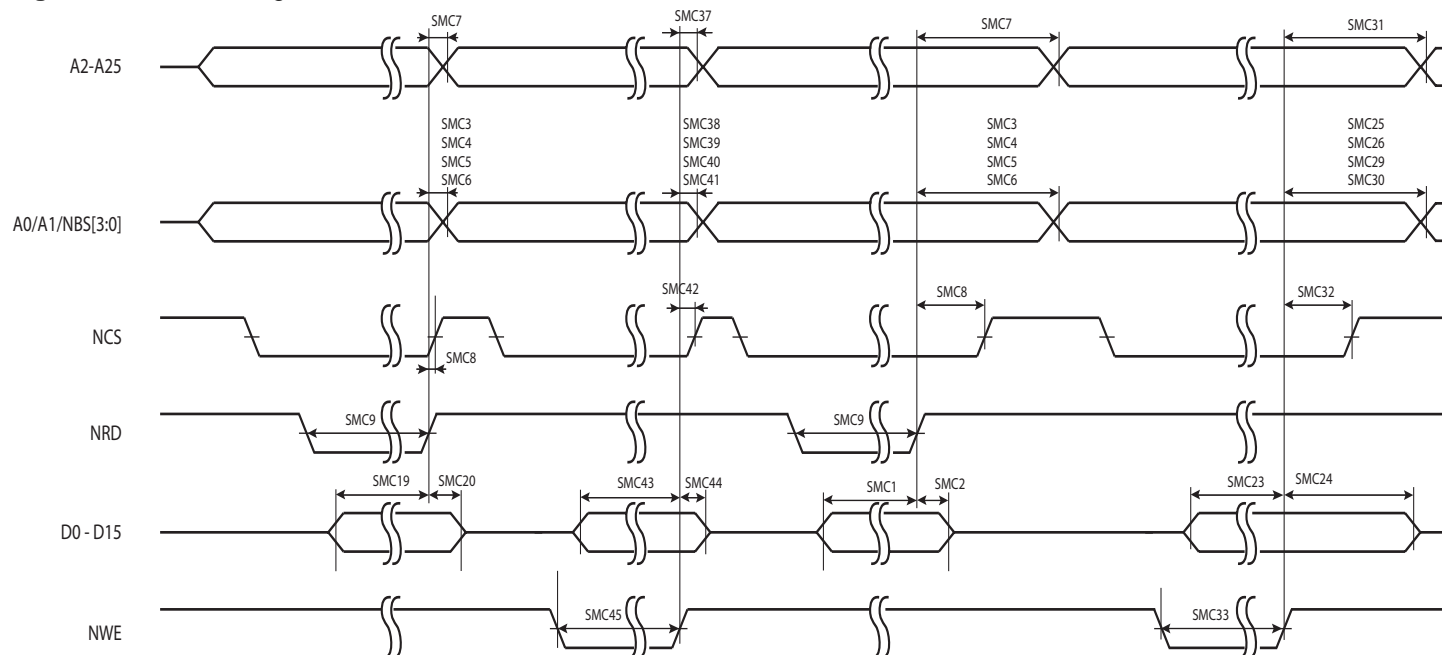 SMC7 SMC37 SMC7 SMC31
A2-A25
SMC3 SMC38 SMC3 SMC25
SMC4 SMC39 SMC4 SMC26
SMC5 SMC40 SMC5 SMC29
SMC6 SMC41 SMC6 SMC30
A0/A1/NBS[3:0]
SMC42 SMC8 SMC32
NCS
SMC8
SMC9 SMC9
NRD
SMC19 SMC20 SMC43 SMC44 SMC1 SMC2 SMC23 SMC24
D0 - D15
SMC45 SMC33
NWE